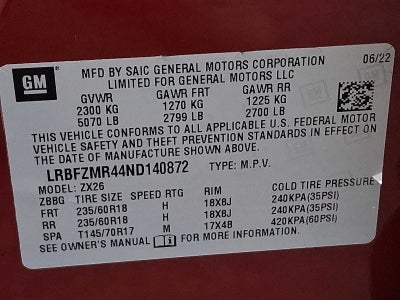 GM
MFD BY SAIC GENERAL MOTORS CORPORATION 06/22
LIMITED FOR GENERAL MOTORS LLC
GVWR GAWR FRT GAWR RR
2300 KG 1270 KG 1225 KG
5070 LB 2799 LB 2700 LB
THIS VEHICLE CONFORMS TO ALL APPLICABLE U.S. FEDERAL MOTOR
VEHICLE SAFETY AND THEFT PREVENTION STANDARDS IN EFFECT ON
THE DATE OF MANUFACTURE SHOWN ABOVE.
LRBFZMR44ND140872 TYPE: M.P.V.
MODEL: ZX26
ZBBG TIRE SIZE SPEED RTG RIM COLD TIRE PRESSURE
FRT 235/60R18 H 18X8J 240KPA(35PSI)
RR 235/60R18 H 18X8J 240KPA(35PSI)
SPA T145/70R17 M 17X4B 420KPA(60PSI)
SEE OWNER'S MANUAL FOR MORE INFORMATION